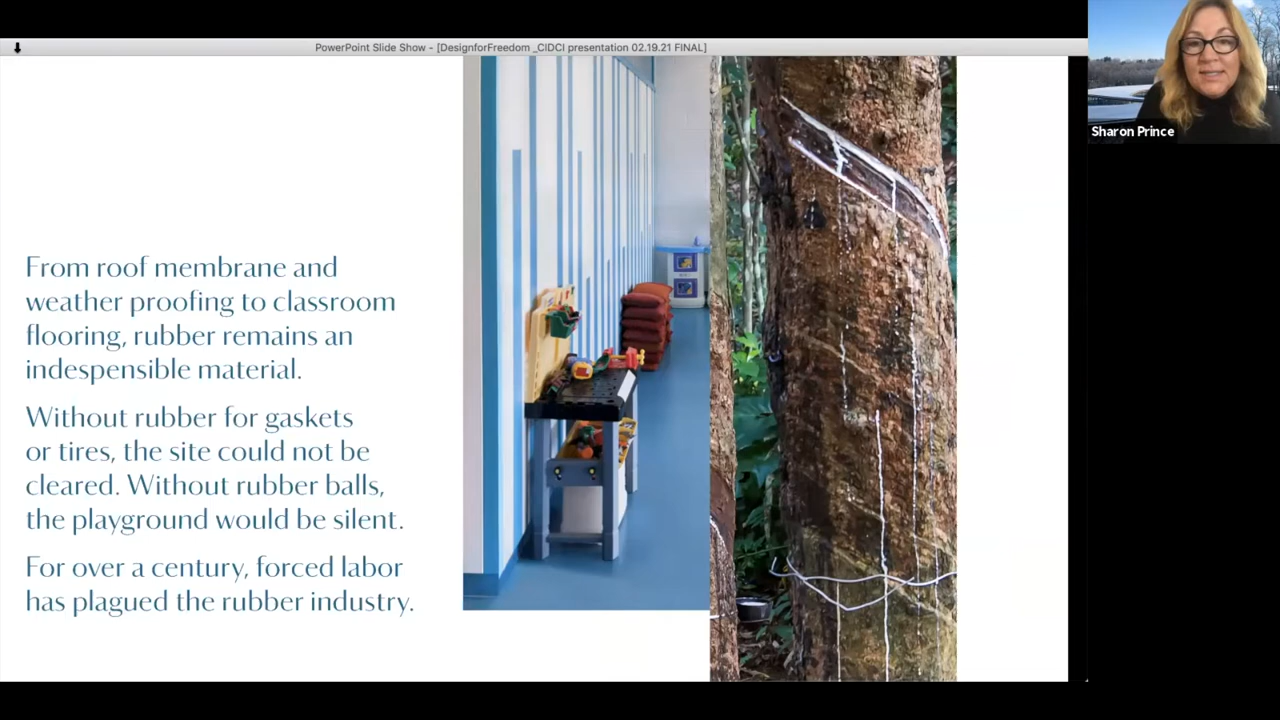 PowerPoint Slide Show - [DesignforFreedom _CIDCI presentation 02.19.21 FINAL]
Sharon Prince
From roof membrane and
weather proofing to classroom
flooring, rubber remains an
indespensible material.
Without rubber for gaskets
or tires, the site could not be
cleared. Without rubber balls,
the playground would be silent.
For over a century, forced labor
has plagued the rubber industry.